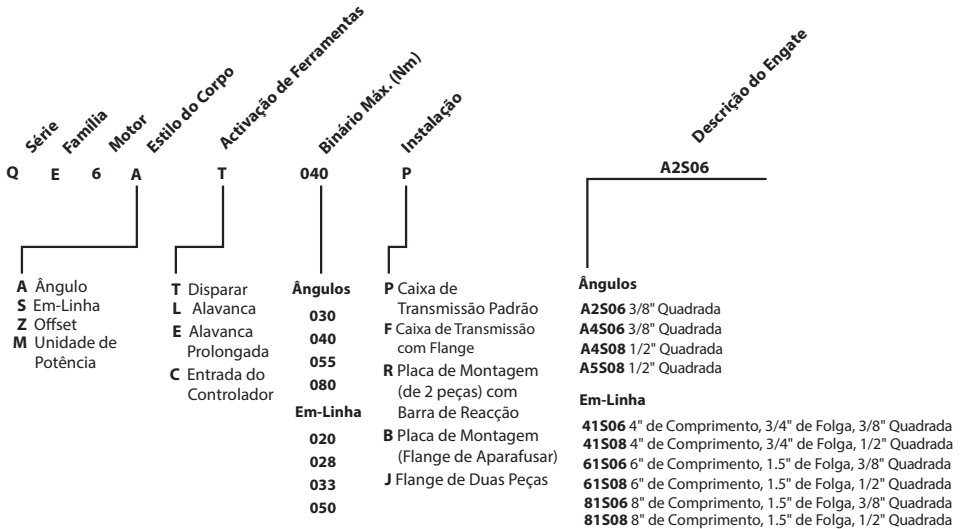 Série
Família
Motor
Estilo do Corpo
Activação de Ferramentas
Binário Máx. (Nm)
Instalação
Descrição do Engate
Q E 6 A T 040 P A2S06
A Ângulo
S Em-Linha
Z Offset
M Unidade de
Potência
T Disparar
L Alavanca
E Alavanca
Prolongada
C Entrada do
Controlador
Ângulos
030
040
055
080
Em-Linha
020
028
033
050
P Caixa de
Transmissão Padrão
F Caixa de Transmissão
com Flange
R Placa de Montagem
(de 2 peças) com
Barra de Reacção
B Placa de Montagem
(Flange de Aparafusar)
J Flange de Duas Peças
Ângulos
A2S06 3/8" Quadrada
A4S06 3/8" Quadrada
A4S08 1/2" Quadrada
A5S08 1/2" Quadrada
Em-Linha
41S06 4" de Comprimento, 3/4" de Folga, 3/8" Quadrada
41S08 4" de Comprimento, 3/4" de Folga, 1/2" Quadrada
61S06 6" de Comprimento, 1.5" de Folga, 3/8" Quadrada
61S08 6" de Comprimento, 1.5" de Folga, 1/2" Quadrada
81S06 8" de Comprimento, 1.5" de Folga, 3/8" Quadrada
81S08 8" de Comprimento, 1.5" de Folga, 1/2" Quadrada